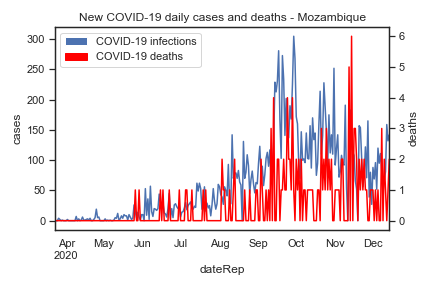 New COVID-19 daily cases and deaths - Mozambique
COVID-19 infections
COVID-19 deaths
cases
300
250
200
150
100
50
0
deaths
6
5
4
3
2
1
0
Apr May Jun Jul Aug Sep Oct Nov Dec
2020
dateRep